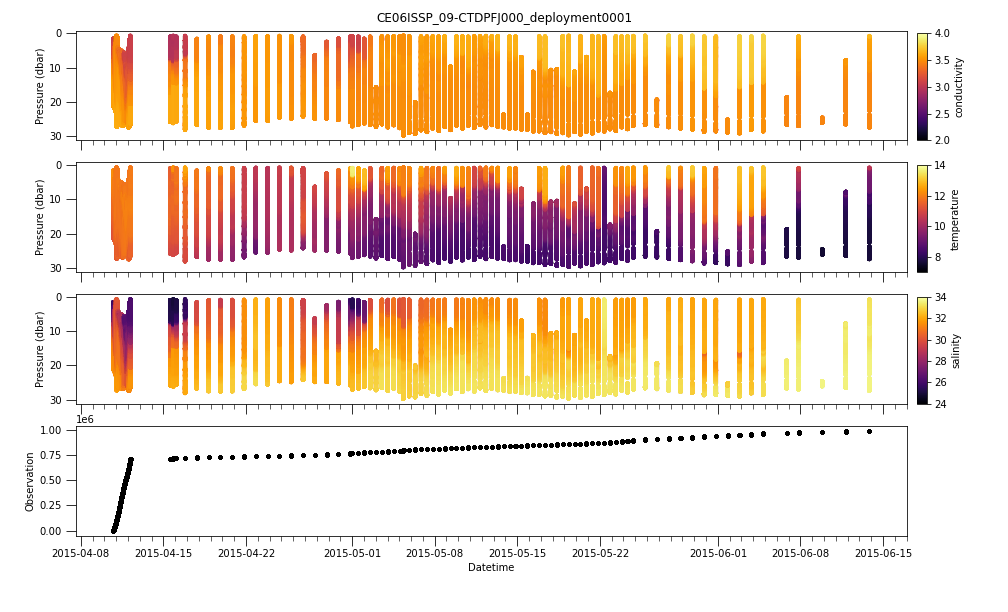 CE06ISSP_09-CTDPFJ000_deployment0001
0
10
20
30
Pressure (dbar)
4.0
3.5
3.0
2.5
2.0
conductivity
0
10
20
30
Pressure (dbar)
14
12
10
8
temperature
0
10
20
30
Pressure (dbar)
34
32
30
28
26
24
salinity
1e6
1.00
0.75
0.50
0.25
0.00
Observation
2015-04-08 2015-04-15 2015-04-22 2015-05-01 2015-05-08 2015-05-15 2015-05-22 2015-06-01 2015-06-08 2015-06-15
Datetime